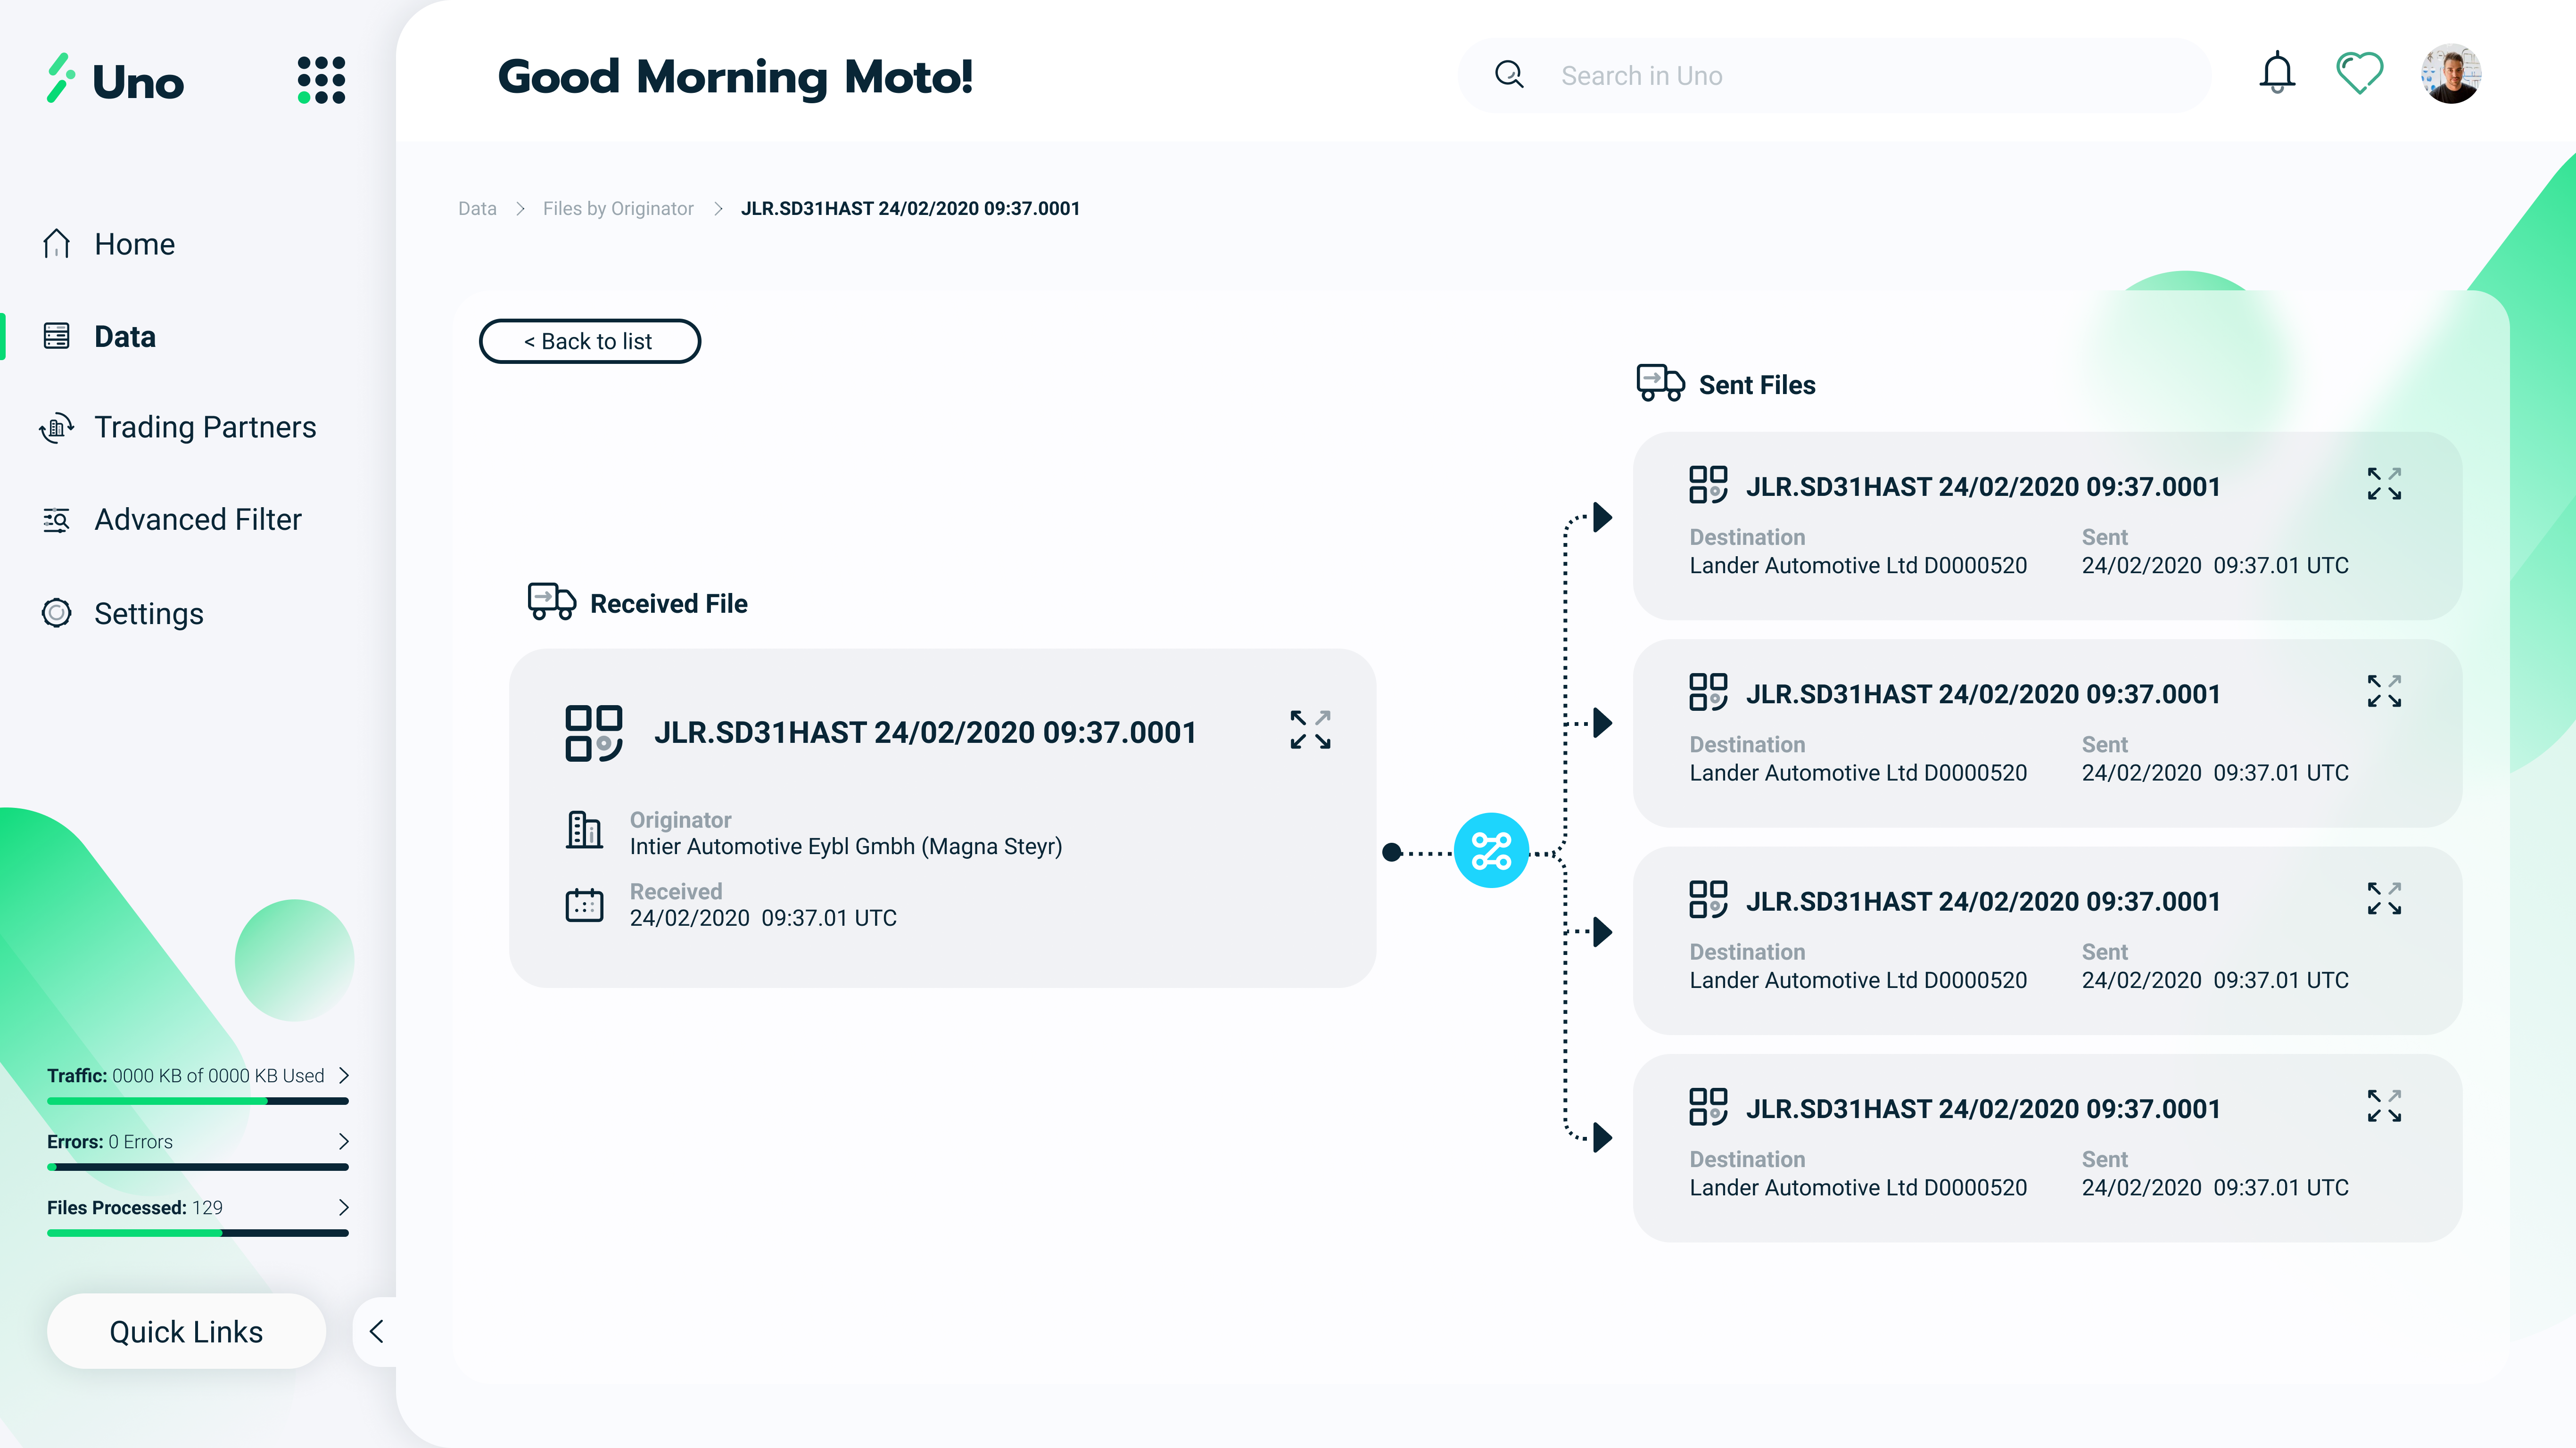 Uno
Good Morning Moto!
Search in Uno
Home
Data
Trading Partners
Advanced Filter
Settings
Traffic: 0000 KB of 0000 KB Used
Errors: 0 Errors
Files Processed: 129
Quick Links
Data > Files by Originator > JLR.SD31HAST 24/02/2020 09:37.0001
< Back to list
Received File
JLR.SD31HAST 24/02/2020 09:37.0001
Originator
Intier Automotive Eybl Gmbh (Magna Steyr)
Received
24/02/2020 09:37.01 UTC
Sent Files
JLR.SD31HAST 24/02/2020 09:37.0001
Destination Sent
Lander Automotive Ltd D0000520 24/02/2020 09:37.01 UTC
JLR.SD31HAST 24/02/2020 09:37.0001
Destination Sent
Lander Automotive Ltd D0000520 24/02/2020 09:37.01 UTC
JLR.SD31HAST 24/02/2020 09:37.0001
Destination Sent
Lander Automotive Ltd D0000520 24/02/2020 09:37.01 UTC
JLR.SD31HAST 24/02/2020 09:37.0001
Destination Sent
Lander Automotive Ltd D0000520 24/02/2020 09:37.01 UTC